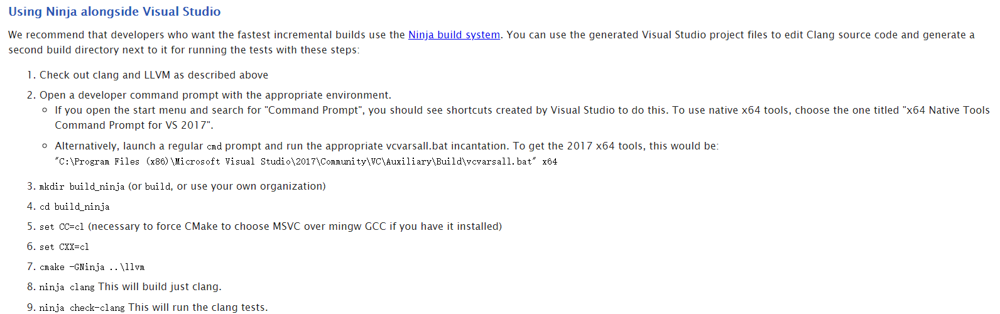 Using Ninja alongside Visual Studio
We recommend that developers who want the fastest incremental builds use the Ninja build system. You can use the generated Visual Studio project files to edit Clang source code and generate a
second build directory next to it for running the tests with these steps:
1. Check out clang and LLVM as described above
2. Open a developer command prompt with the appropriate environment.
◦ If you open the start menu and search for "Command Prompt", you should see shortcuts created by Visual Studio to do this. To use native x64 tools, choose the one titled "x64 Native Tools
Command Prompt for VS 2017".
◦ Alternatively, launch a regular cmd prompt and run the appropriate vcvarsall.bat incantation. To get the 2017 x64 tools, this would be:
"C:\Program Files (x86)\Microsoft Visual Studio\2017\Community\VC\Auxiliary\Build\vcvarsall.bat" x64
3. mkdir build_ninja (or build, or use your own organization)
4. cd build_ninja
5. set CC=cl (necessary to force CMake to choose MSVC over mingw GCC if you have it installed)
6. set CXX=cl
7. cmake -GNinja ..\llvm
8. ninja clang This will build just clang.
9. ninja check-clang This will run the clang tests.